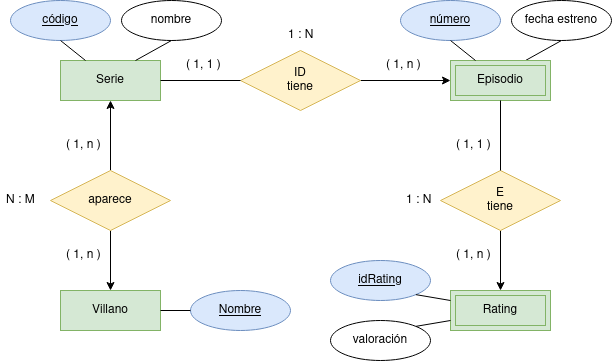 código
nombre
número
fecha estreno
1 : N
Serie
( 1, 1 )
ID
tiene
( 1, n )
Episodio
( 1, n )
( 1, 1 )
N : M
aparece
1 : N
E
tiene
( 1, n )
( 1, n )
idRating
Villano
Nombre
Rating
valoración